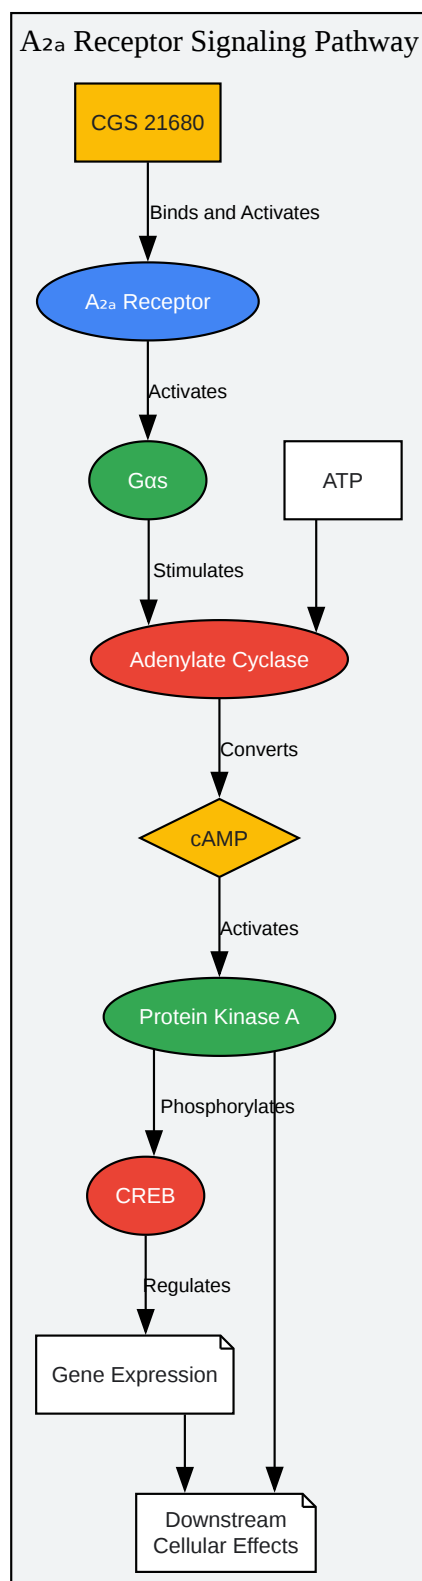 A₂ₐ Receptor Signaling Pathway
CGS 21680
Binds and Activates
A₂ₐ Receptor
Activates
Gαs
ATP
Stimulates
Adenylate Cyclase
Converts
cAMP
Activates
Protein Kinase A
Phosphorylates
CREB
Regulates
Gene Expression
Downstream
Cellular Effects